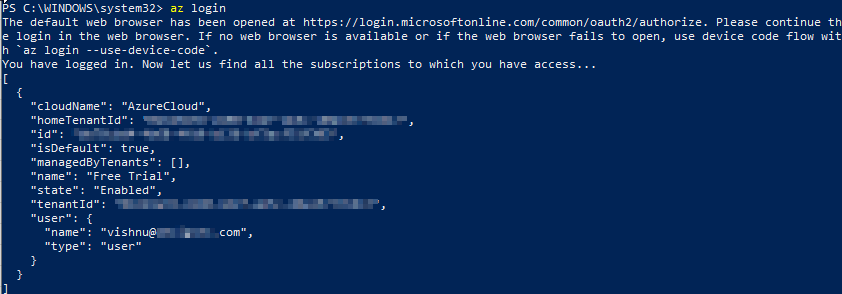 PS C:\WINDOWS\system32> az login
The default web browser has been opened at https://login.microsoftonline.com/common/oauth2/authorize. Please continue th
e login in the web browser. If no web browser is available or if the web browser fails to open, use device code flow wit
h `az login --use-device-code`.
You have logged in. Now let us find all the subscriptions to which you have access...
[
  {
    "cloudName": "AzureCloud",
    "homeTenantId": "
    "id": "
    "isDefault": true,
    "managedByTenants": [],
    "name": "Free Trial",
    "state": "Enabled",
    "tenantId": "
    "user": {
      "name": "vishnu@ .com",
      "type": "user"
    }
  }
]